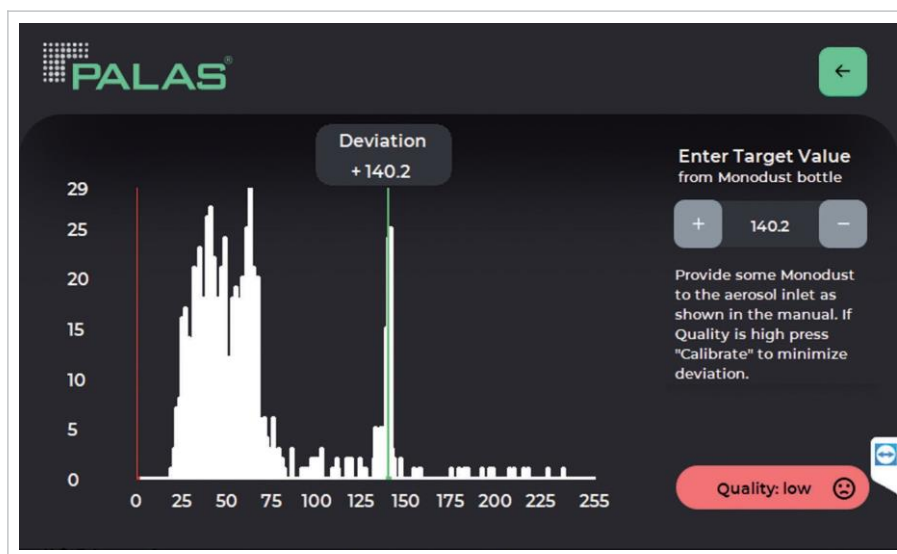 PALAS®
←
Deviation
+ 140.2
29
25
20
15
10
5
0
0 25 50 75 100 125 150 175 200 225 255
Enter Target Value
from Monodust bottle
+ 140.2 −
Provide some Monodust
to the aerosol inlet as
shown in the manual. If
Quality is high press
"Calibrate" to minimize
deviation.
Quality: low